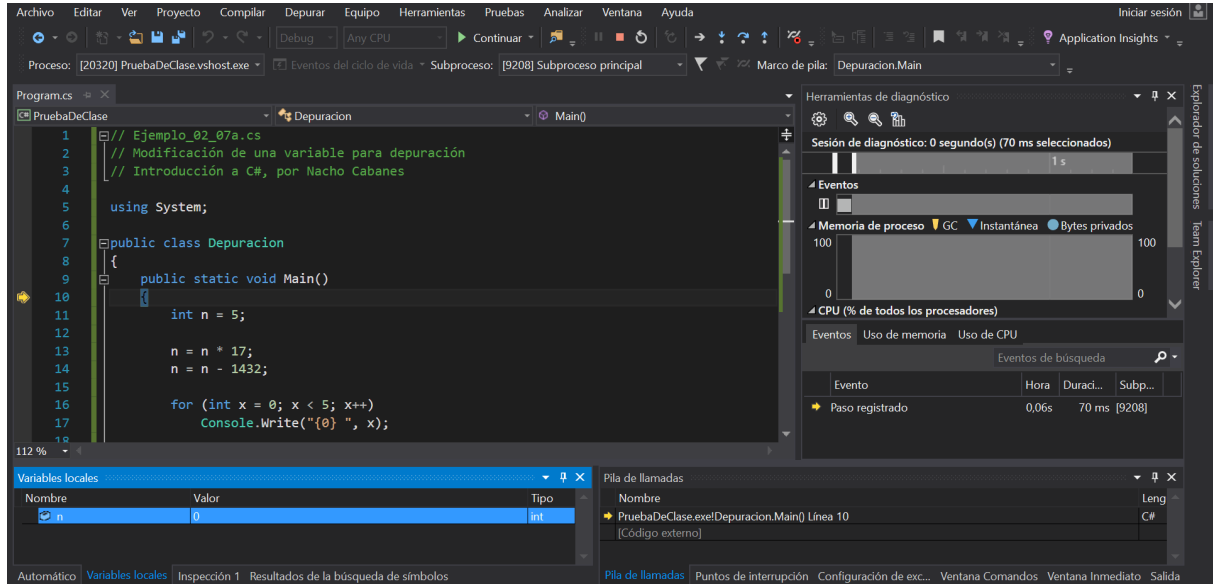 Archivo Editar Ver Proyecto Compilar Depurar Equipo Herramientas Pruebas Analizar Ventana Ayuda Iniciar sesión
Debug Any CPU Continuar Application Insights
Proceso: [20320] PruebaDeClase.vshost.exe Eventos del ciclo de vida Subproceso: [9208] Subproceso principal Marco de pila: Depuracion.Main
Program.cs
PruebaDeClase Depuracion Main()
1 // Ejemplo_02_07a.cs
2 // Modificación de una variable para depuración
3 // Introducción a C#, por Nacho Cabanes
4
5 using System;
6
7 public class Depuracion
8 {
9 public static void Main()
10 {
11 int n = 5;
12
13 n = n * 17;
14 n = n - 1432;
15
16 for (int x = 0; x < 5; x++)
17 Console.Write("{0} ", x);
18
112 %
Herramientas de diagnóstico
Sesión de diagnóstico: 0 segundo(s) (70 ms seleccionados)
1 s
Eventos
Memoria de proceso GC Instantánea Bytes privados
100 100
0 0
CPU (% de todos los procesadores)
Eventos Uso de memoria Uso de CPU
Eventos de búsqueda
Evento Hora Duraci... Subp...
Paso registrado 0,06s 70 ms [9208]
Explorador de soluciones
Team Explorer
Variables locales
Nombre Valor Tipo
n 0 int
Automático Variables locales Inspección 1 Resultados de la búsqueda de símbolos
Pila de llamadas
Nombre Leng
PruebaDeClase.exe!Depuracion.Main() Línea 10 C#
[Código externo]
Pila de llamadas Puntos de interrupción Configuración de exc... Ventana Comandos Ventana Inmediato Salida